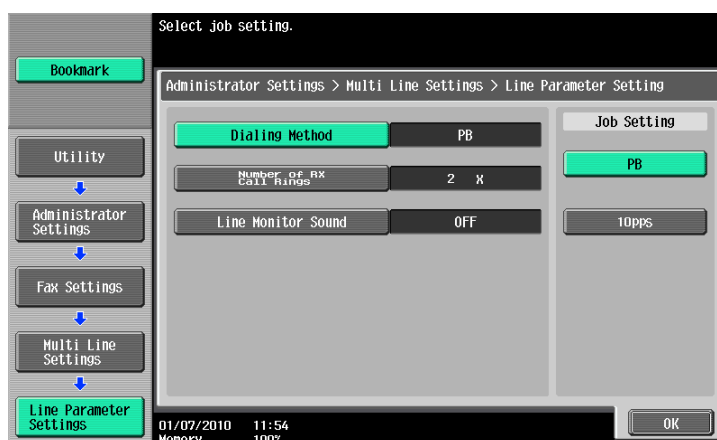 Select job setting.
Bookmark
Administrator Settings > Multi Line Settings > Line Parameter Setting
Utility
Administrator
Settings
Fax Settings
Multi Line
Settings
Line Parameter
Settings
Dialing Method
PB
Number of RX
Call Rings
2 X
Line Monitor Sound
OFF
Job Setting
PB
10pps
01/07/2010 11:54
Memory 100%
OK